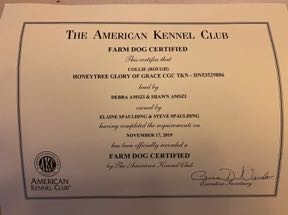 THE AMERICAN KENNEL CLUB
FARM DOG CERTIFIED
This certifies that
COLLIE (ROUGH)
HONEYTREE GLORY OF GRACE CGC TKN - DN53529806
bred by
DEBRA AMSZI & SHAWN AMSZI
owned by
ELAINE SPAULDING & STEVE SPAULDING
having completed the requirements on
NOVEMBER 17, 2019
has been officially recorded a
FARM DOG CERTIFIED
by The American Kennel Club.
AKC
AMERICAN
KENNEL CLUB®
Executive Secretary